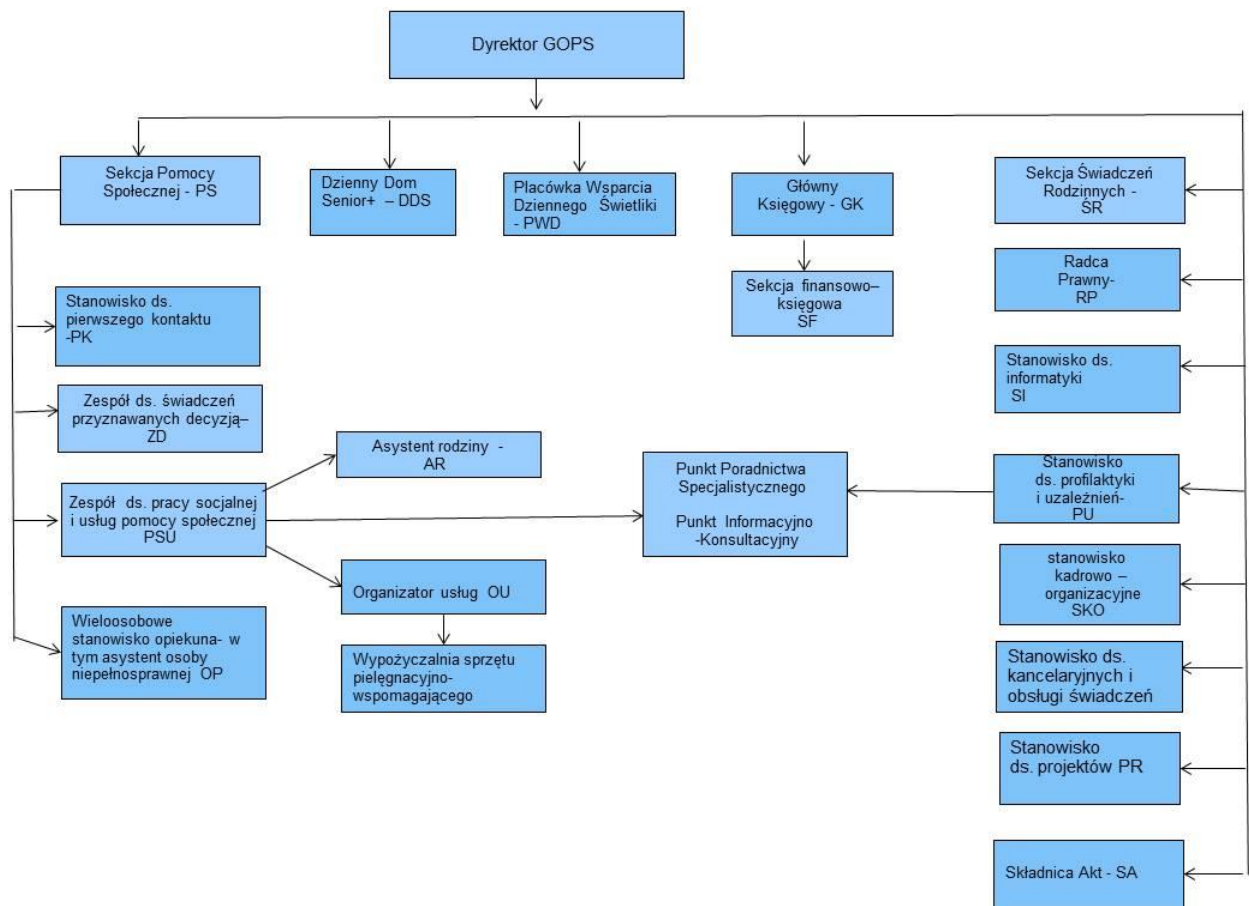 Dyrektor GOPS
Sekcja Pomocy
Społecznej - PS
Dzienny Dom
Senior+ – DDS
Placówka Wsparcia
Dziennego Świetliki
- PWD
Główny
Księgowy - GK
Sekcja Świadczeń
Rodzinnych -
ŚR
Sekcja finansowo–
księgowa
SF
Radca
Prawny-
RP
Stanowisko ds.
pierwszego kontaktu
-PK
Stanowisko ds.
informatyki
SI
Zespół ds. świadczeń
przyznawanych decyzją–
ZD
Asystent rodziny -
AR
Punkt Poradnictwa
Specjalistycznego
Punkt Informacyjno
-Konsultacyjny
Stanowisko
ds. profilaktyki
i uzależnień-
PU
Zespół ds. pracy socjalnej
i usług pomocy społecznej
PSU
Organizator usług OU
stanowisko
kadrowo –
organizacyjne
SKO
Wieloosobowe
stanowisko opiekuna- w
tym asystent osoby
niepełnosprawnej OP
Wypożyczalnia sprzętu
pielęgnacyjno-
wspomagającego
Stanowisko ds.
kancelaryjnych i
obsługi świadczeń
Stanowisko
ds. projektów PR
Składnica Akt - SA